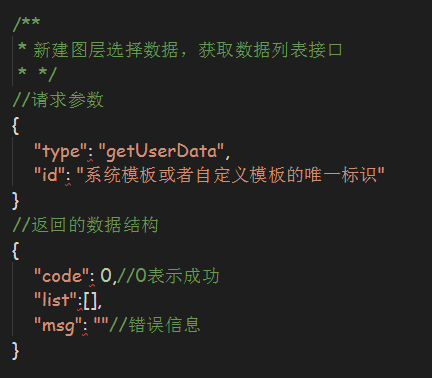 /**
 * 新建图层选择数据，获取数据列表接口
 * */
//请求参数
{
    "type": "getUserData",
    "id": "系统模板或者自定义模板的唯一标识"
}
//返回的数据结构
{
    "code": 0,//0表示成功
    "list":[],
    "msg": ""//错误信息
}